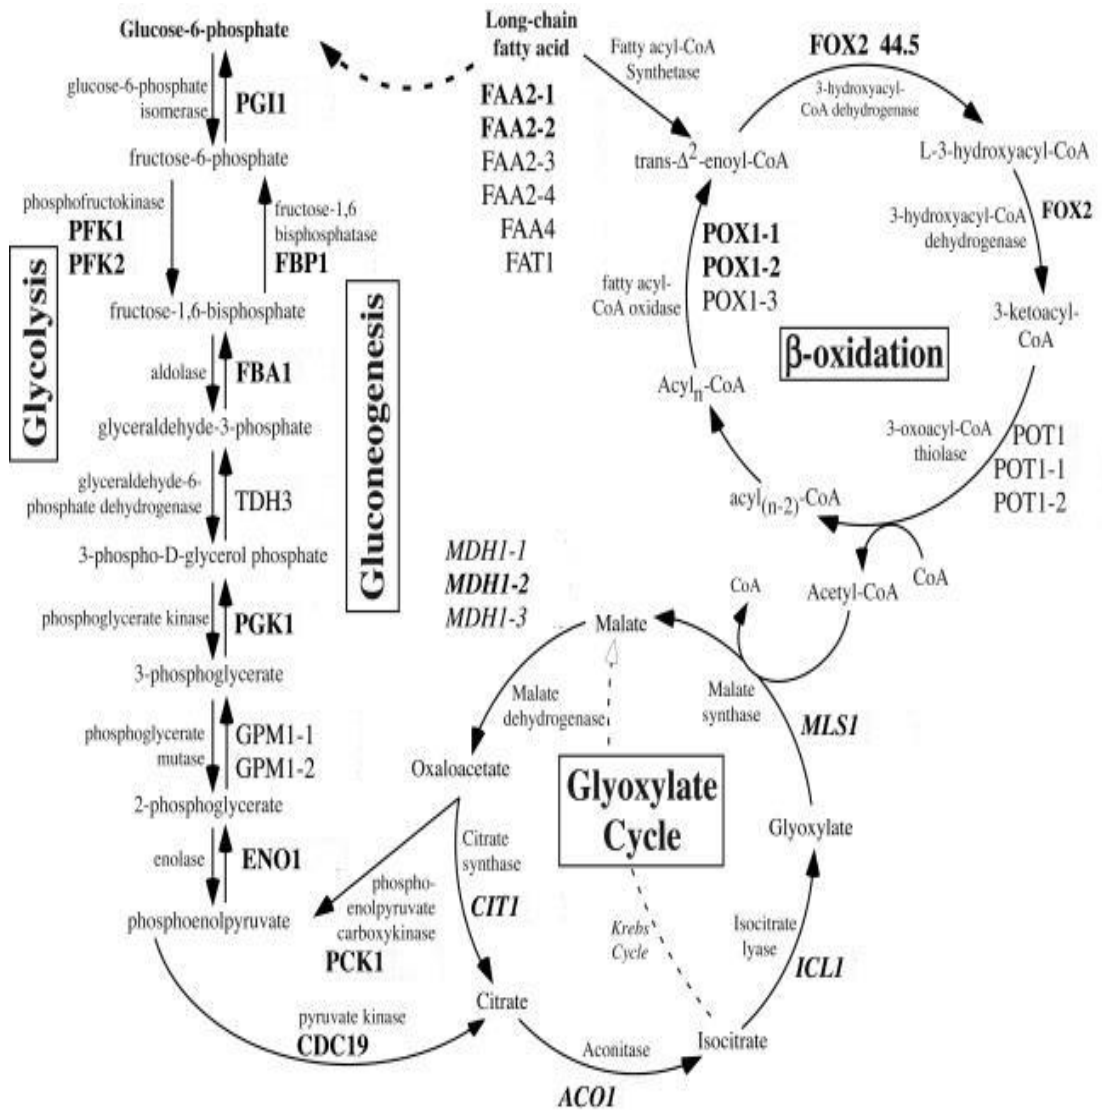 Glucose-6-phosphate
glucose-6-phosphate
isomerase
PGI1
fructose-6-phosphate
phosphofructokinase
PFK1
PFK2
fructose-1,6
bisphosphatase
FBP1
Glycolysis
Gluconeogenesis
fructose-1,6-bisphosphate
aldolase
FBA1
glyceraldehyde-3-phosphate
glyceraldehyde-6-
phosphate dehydrogenase
TDH3
3-phospho-D-glycerol phosphate
phosphoglycerate kinase
PGK1
3-phosphoglycerate
phosphoglycerate
mutase
GPM1-1
GPM1-2
2-phosphoglycerate
enolase
ENO1
phosphoenolpyruvate
pyruvate kinase
CDC19
Long-chain
fatty acid
FAA2-1
FAA2-2
FAA2-3
FAA2-4
FAA4
FAT1
Fatty acyl-CoA
Synthetase
trans-Δ²-enoyl-CoA
FOX2 44.5
3-hydroxyacyl-
CoA dehydrogenase
L-3-hydroxyacyl-CoA
3-hydroxyacyl-CoA
dehydrogenase
FOX2
3-ketoacyl-
CoA
β-oxidation
POX1-1
POX1-2
POX1-3
fatty acyl-
CoA oxidase
Acylₙ-CoA
3-oxoacyl-CoA
thiolase
POT1
POT1-1
POT1-2
acyl(n-2)-CoA
CoA
Acetyl-CoA
CoA
MDH1-1
MDH1-2
MDH1-3
Malate
Malate
dehydrogenase
Malate
synthase
MLS1
Oxaloacetate
Glyoxylate
Cycle
Glyoxylate
Citrate
synthase
CIT1
phospho-
enolpyruvate
carboxykinase
PCK1
Krebs
Cycle
Isocitrate
lyase
ICL1
Citrate
Aconitase
ACO1
Isocitrate